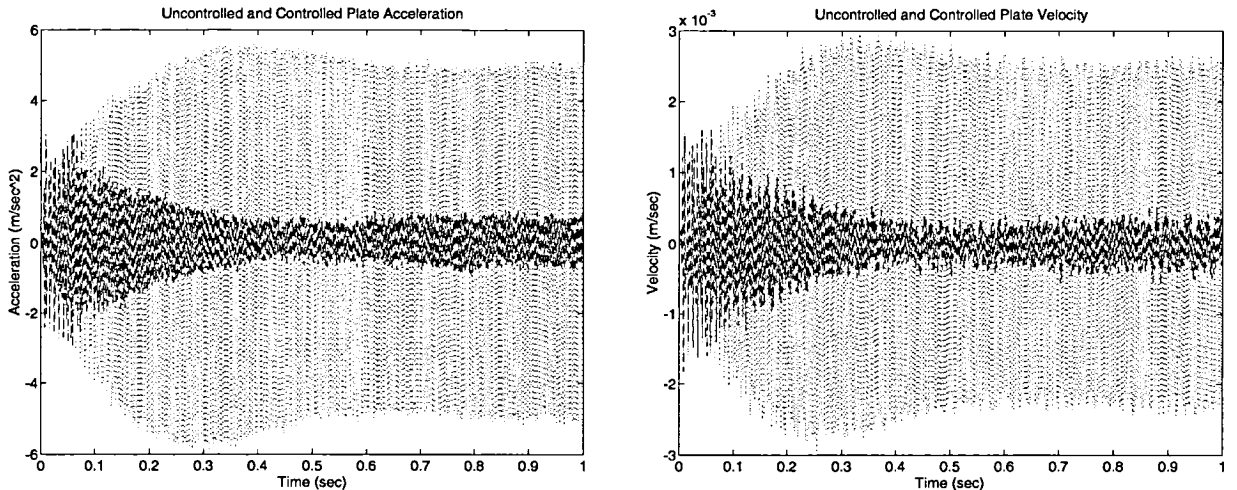 Uncontrolled and Controlled Plate Acceleration
6
4
2
0
-2
-4
-6
Acceleration (m/sec^2)
0 0.1 0.2 0.3 0.4 0.5 0.6 0.7 0.8 0.9 1
Time (sec)
Uncontrolled and Controlled Plate Velocity
x 10^-3
3
2
1
0
-1
-2
-3
Velocity (m/sec)
0 0.1 0.2 0.3 0.4 0.5 0.6 0.7 0.8 0.9 1
Time (sec)